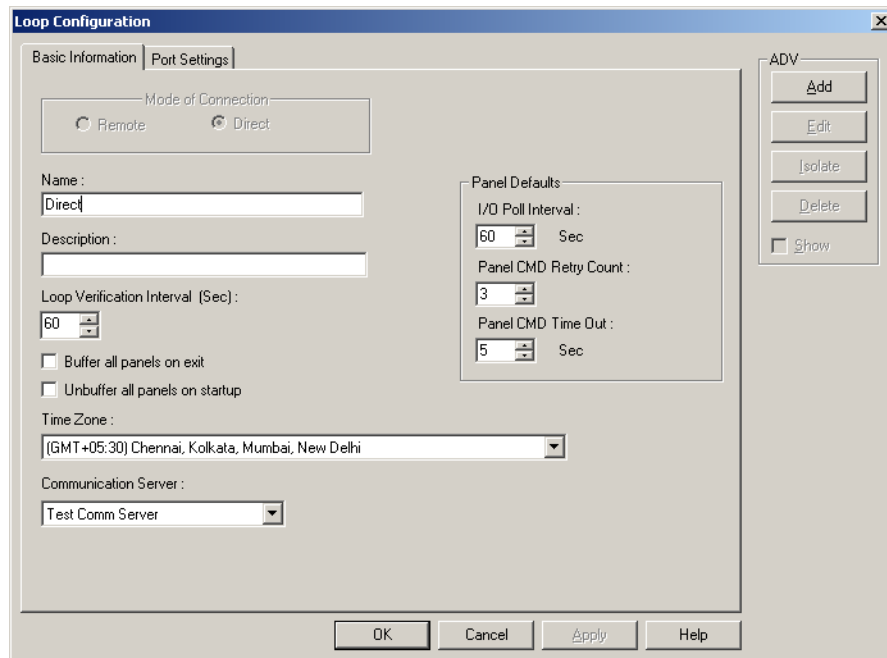 Loop Configuration
Basic Information
Port Settings
Mode of Connection
Remote
Direct
Name :
Direct
Description :
Loop Verification Interval (Sec) :
60
Buffer all panels on exit
Unbuffer all panels on startup
Time Zone :
(GMT+05:30) Chennai, Kolkata, Mumbai, New Delhi
Communication Server :
Test Comm Server
Panel Defaults
I/O Poll Interval :
60 Sec
Panel CMD Retry Count :
3
Panel CMD Time Out :
5 Sec
ADV
Add
Edit
Isolate
Delete
Show
OK
Cancel
Apply
Help